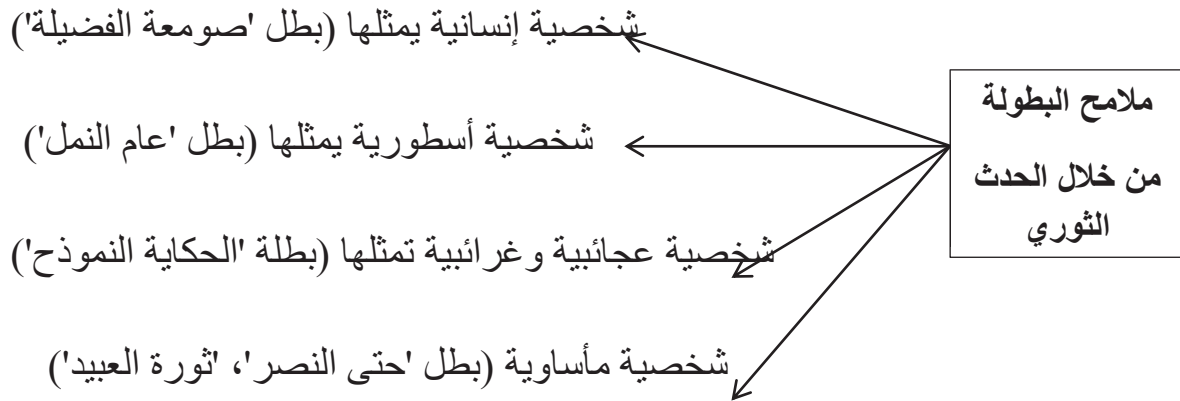 ملامح البطولة
من خلال الحدث
الثوري
شخصية إنسانية يمثلها (بطل 'صومعة الفضيلة')
شخصية أسطورية يمثلها (بطل 'عام النمل')
شخصية عجائبية وغرائبية تمثلها (بطلة 'الحكاية النموذح')
شخصية مأساوية (بطل 'حتى النصر'، 'ثورة العبيد')